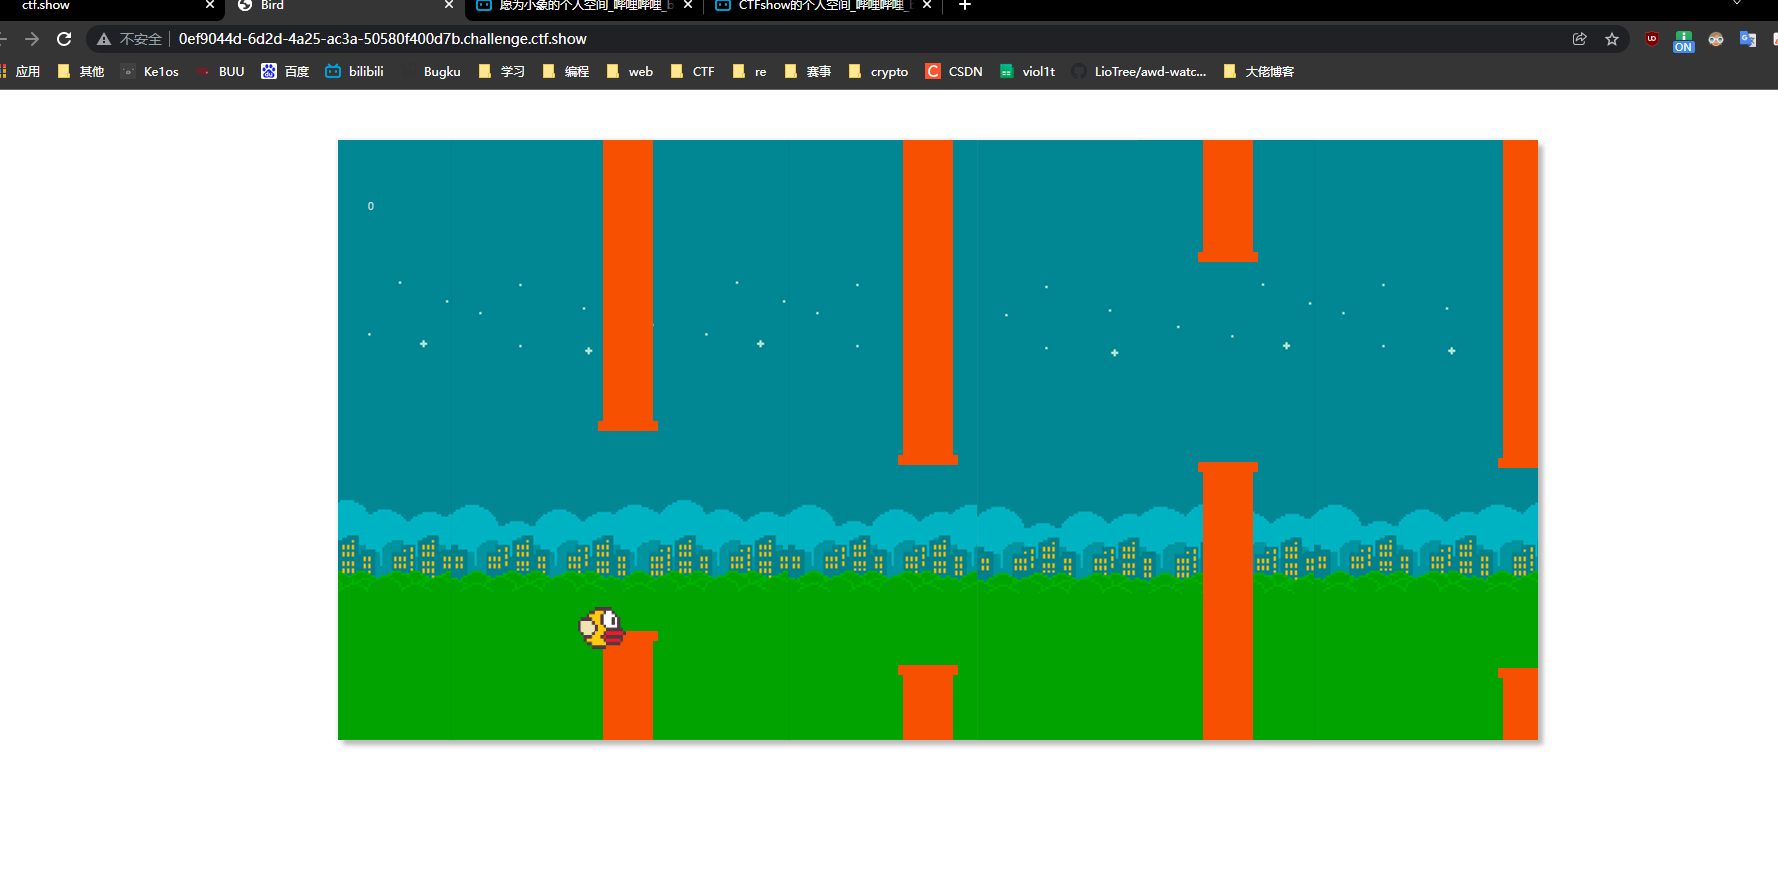 ctf.show
Bird
愿为小象的个人空间_哔哩哔哩_b
CTFshow的个人空间_哔哩哔哩_b
不安全
0ef9044d-6d2d-4a25-ac3a-50580f400d7b.challenge.ctf.show
ON
应用 其他 Ke1os BUU 百度 bilibili Bugku 学习 编程 web CTF re 赛事 crypto CSDN viol1t LioTree/awd-watc... 大佬博客
0